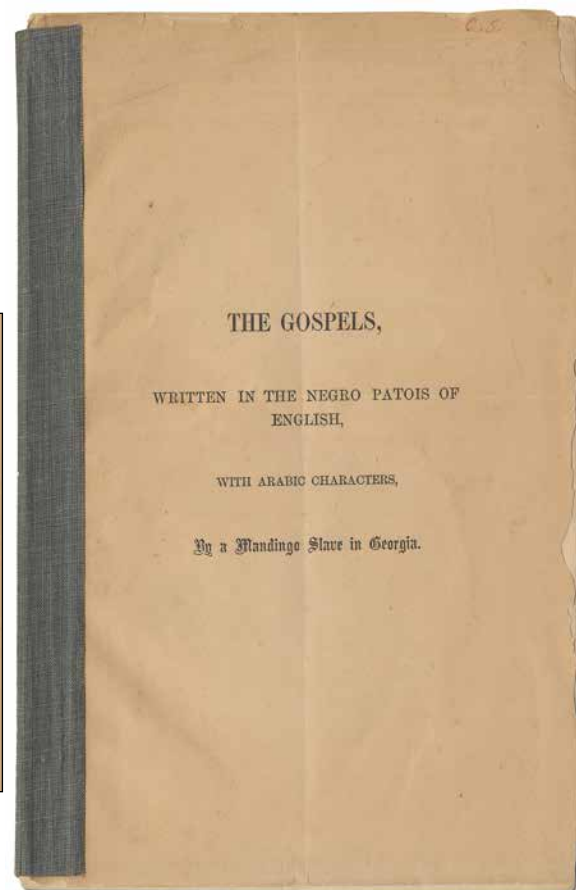 THE GOSPELS,
WRITTEN IN THE NEGRO PATOIS OF
ENGLISH,
WITH ARABIC CHARACTERS,
By a Mandingo Slave in Georgia.